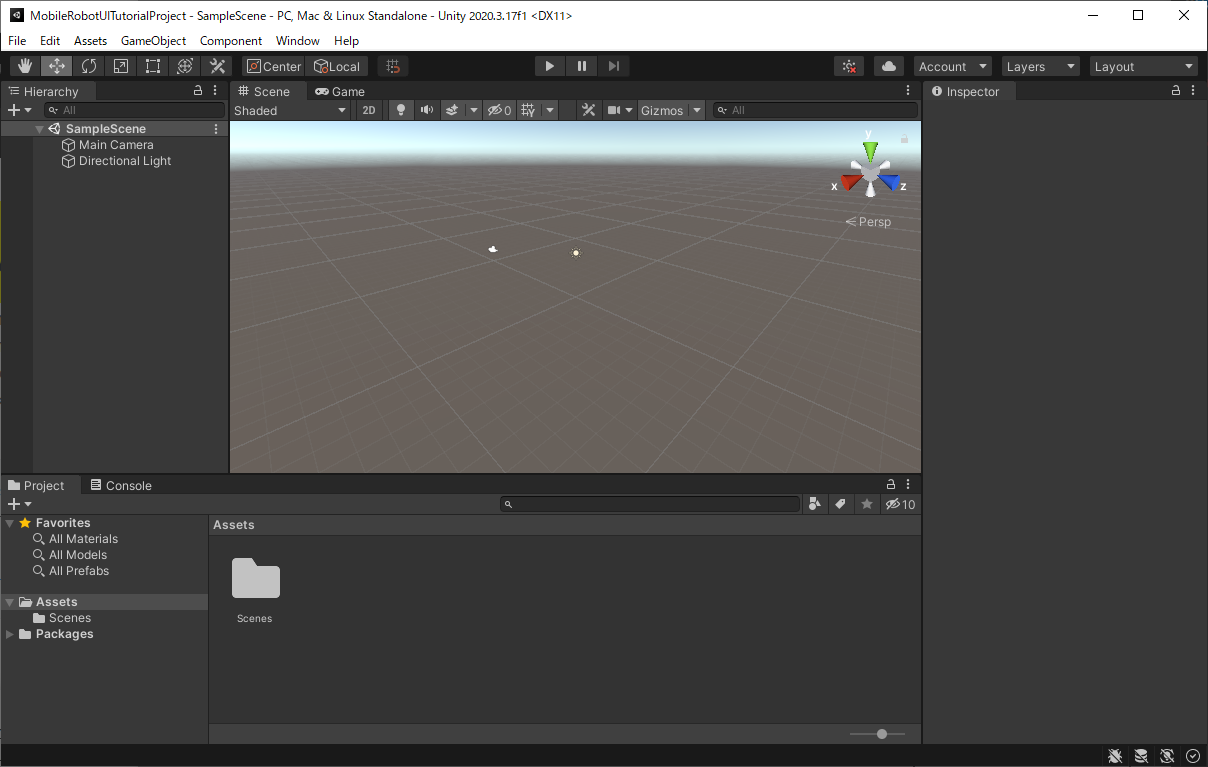 MobileRobotUITutorialProject - SampleScene - PC, Mac & Linux Standalone - Unity 2020.3.17f1 <DX11>
File Edit Assets GameObject Component Window Help
Center Local Account Layers Layout
Hierarchy
All
SampleScene
Main Camera
Directional Light
Scene Game
Shaded 2D 0 Gizmos All
y
x z
Persp
Inspector
Project Console
10
Favorites
All Materials
All Models
All Prefabs
Assets
Scenes
Packages
Assets
Scenes